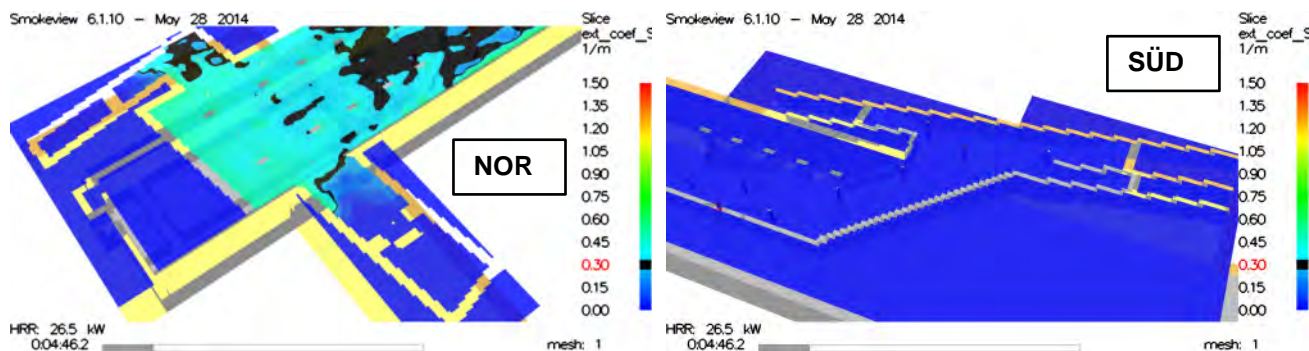 Smokeview 6.1.10 – May 28 2014
Slice
ext_coef_S
1/m
1.50
1.35
1.20
1.05
0.90
0.75
0.60
0.45
0.30
0.15
0.00
NOR
HRR: 26.5 kW
0:04:46.2
mesh: 1
Smokeview 6.1.10 – May 28 2014
Slice
ext_coef_S
1/m
1.50
1.35
1.20
1.05
0.90
0.75
0.60
0.45
0.30
0.15
0.00
SÜD
HRR: 26.5 kW
0:04:46.2
mesh: 1